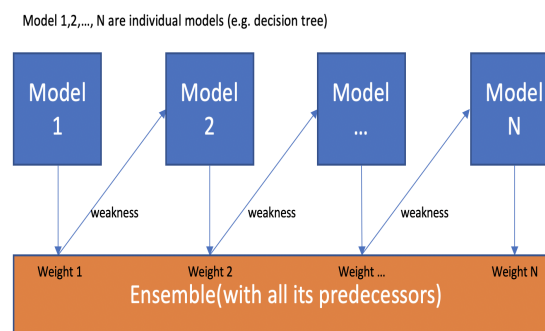 Model 1,2,..., N are individual models (e.g. decision tree)
Model
1
Model
2
Model
...
Model
N
weakness
weakness
weakness
Weight 1
Weight 2
Weight ...
Weight N
Ensemble(with all its predecessors)